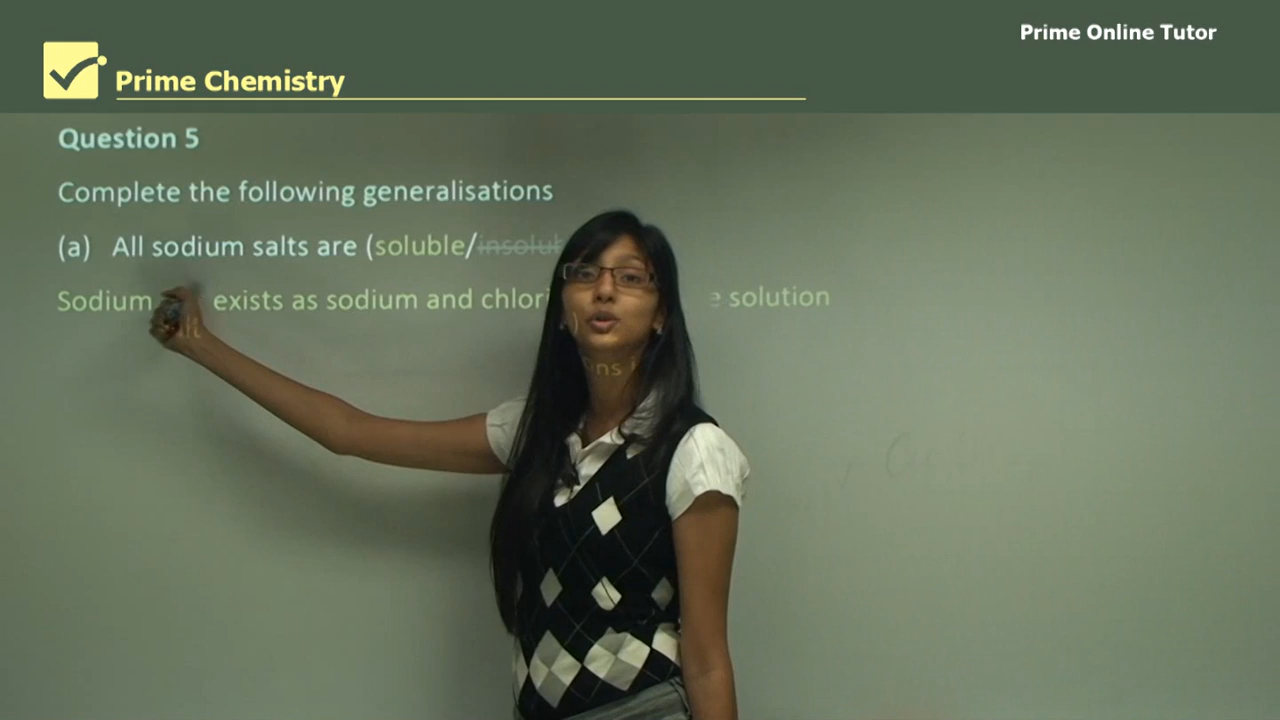 Prime Online Tutor
Prime Chemistry
Question 5
Complete the following generalisations
(a) All sodium salts are (soluble/
Sodium exists as sodium and solution